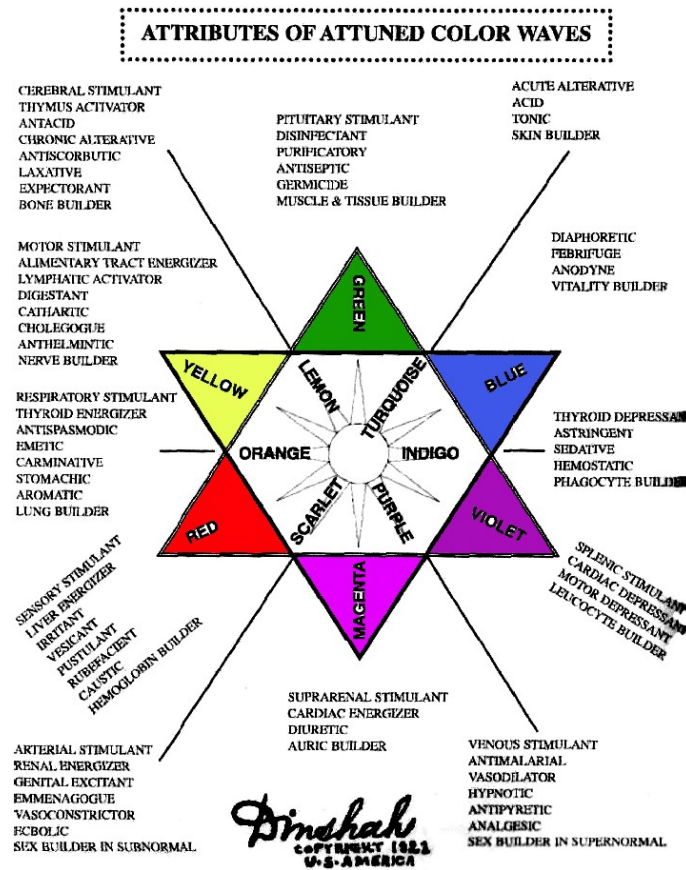 ATTRIBUTES OF ATTUNED COLOR WAVES
CEREBRAL STIMULANT
THYMUS ACTIVATOR
ANTACID
CHRONIC ALTERATIVE
ANTISCORBUTIC
LAXATIVE
EXPECTORANT
BONE BUILDER
PITUITARY STIMULANT
DISINFECTANT
PURIFICATORY
ANTISEPTIC
GERMICIDE
MUSCLE & TISSUE BUILDER
ACUTE ALTERATIVE
ACID
TONIC
SKIN BUILDER
MOTOR STIMULANT
ALIMENTARY TRACT ENERGIZER
LYMPHATIC ACTIVATOR
DIGESTANT
CATHARTIC
CHOLEGOGUE
ANTHELMINTIC
NERVE BUILDER
DIAPHORETIC
FEBRIFUGE
ANODYNE
VITALITY BUILDER
GREEN
YELLOW
LEMON
TURQUOISE
BLUE
RESPIRATORY STIMULANT
THYROID ENERGIZER
ANTISPASMODIC
EMETIC
CARMINATIVE
STOMACHIC
AROMATIC
LUNG BUILDER
ORANGE
INDIGO
THYROID DEPRESSAN
ASTRINGENT
SEDATIVE
HEMOSTATIC
PHAGOCYTE BUILDER
RED
SCARLET
PURPLE
VIOLET
MAGENTA
SENSORY STIMULANT
LIVER ENERGIZER
IRRITANT
VESICANT
PUSTULANT
RUBEFACIENT
CAUSTIC
HEMOGLOBIN BUILDER
SPLENIC STIMULANT
CARDIAC DEPRESSANT
MOTOR DEPRESSANT
LEUCOCYTE BUILDER
SUPRARENAL STIMULANT
CARDIAC ENERGIZER
DIURETIC
AURIC BUILDER
ARTERIAL STIMULANT
RENAL ENERGIZER
GENITAL EXCITANT
EMMENAGOGUE
VASOCONSTRICTOR
ECBOLIC
SEX BUILDER IN SUBNORMAL
VENOUS STIMULANT
ANTIMALARIAL
VASODILATOR
HYPNOTIC
ANTIPYRETIC
ANALGESIC
SEX BUILDER IN SUPERNORMAL
Dinshah
COPYRIGHT 1922
U·S·AMERICA